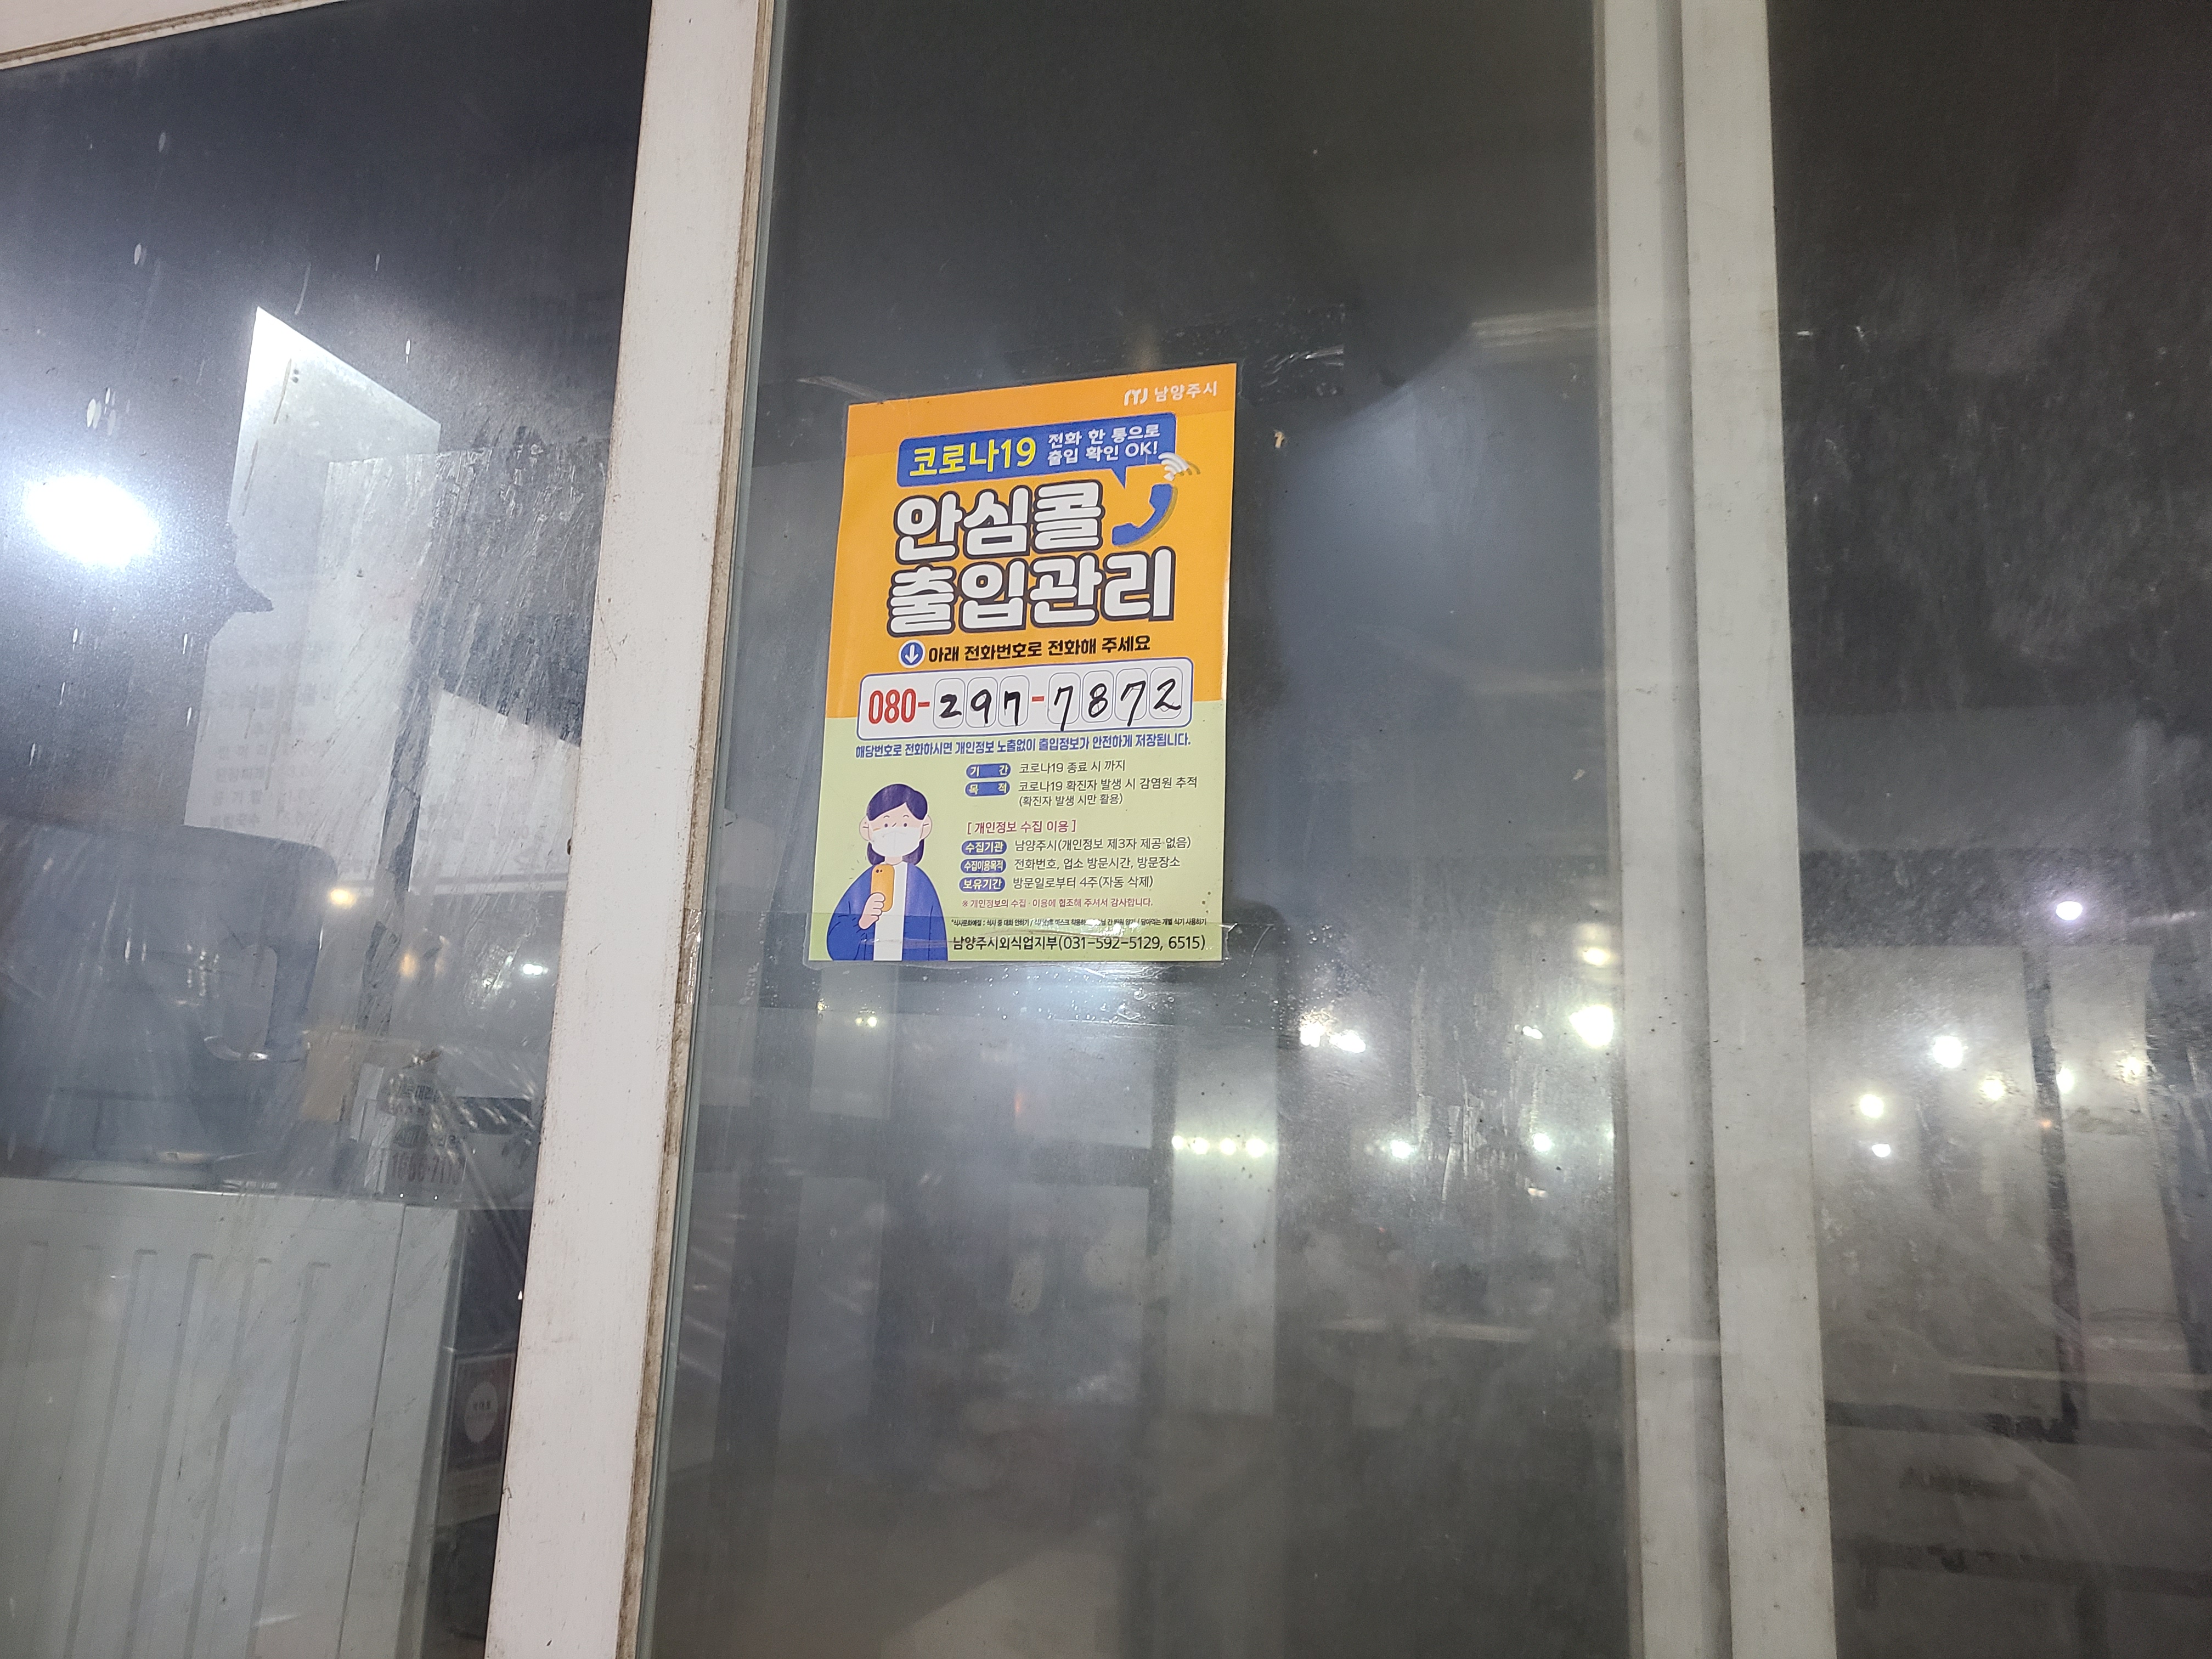 남양주시
코로나19 전화 한 통으로
출입 확인 OK!
안심콜
출입관리
아래 전화번호로 전화해 주세요
080-297-7872
해당번호로 전화하시면 개인정보 노출없이 출입정보가 안전하게 저장됩니다.
기 간 코로나19 종료 시 까지
목 적 코로나19 확진자 발생 시 감염원 추적
(확진자 발생 시만 활용)
[ 개인정보 수집 이용 ]
수집기관 남양주시(개인정보 제3자 제공 없음)
수집이용목적 전화번호, 업소 방문시간, 방문장소
보유기간 방문일로부터 4주(자동 삭제)
※ 개인정보의 수집 · 이용에 협조해 주셔서 감사합니다.
남양주시외식업지부(031-592-5129, 6515)